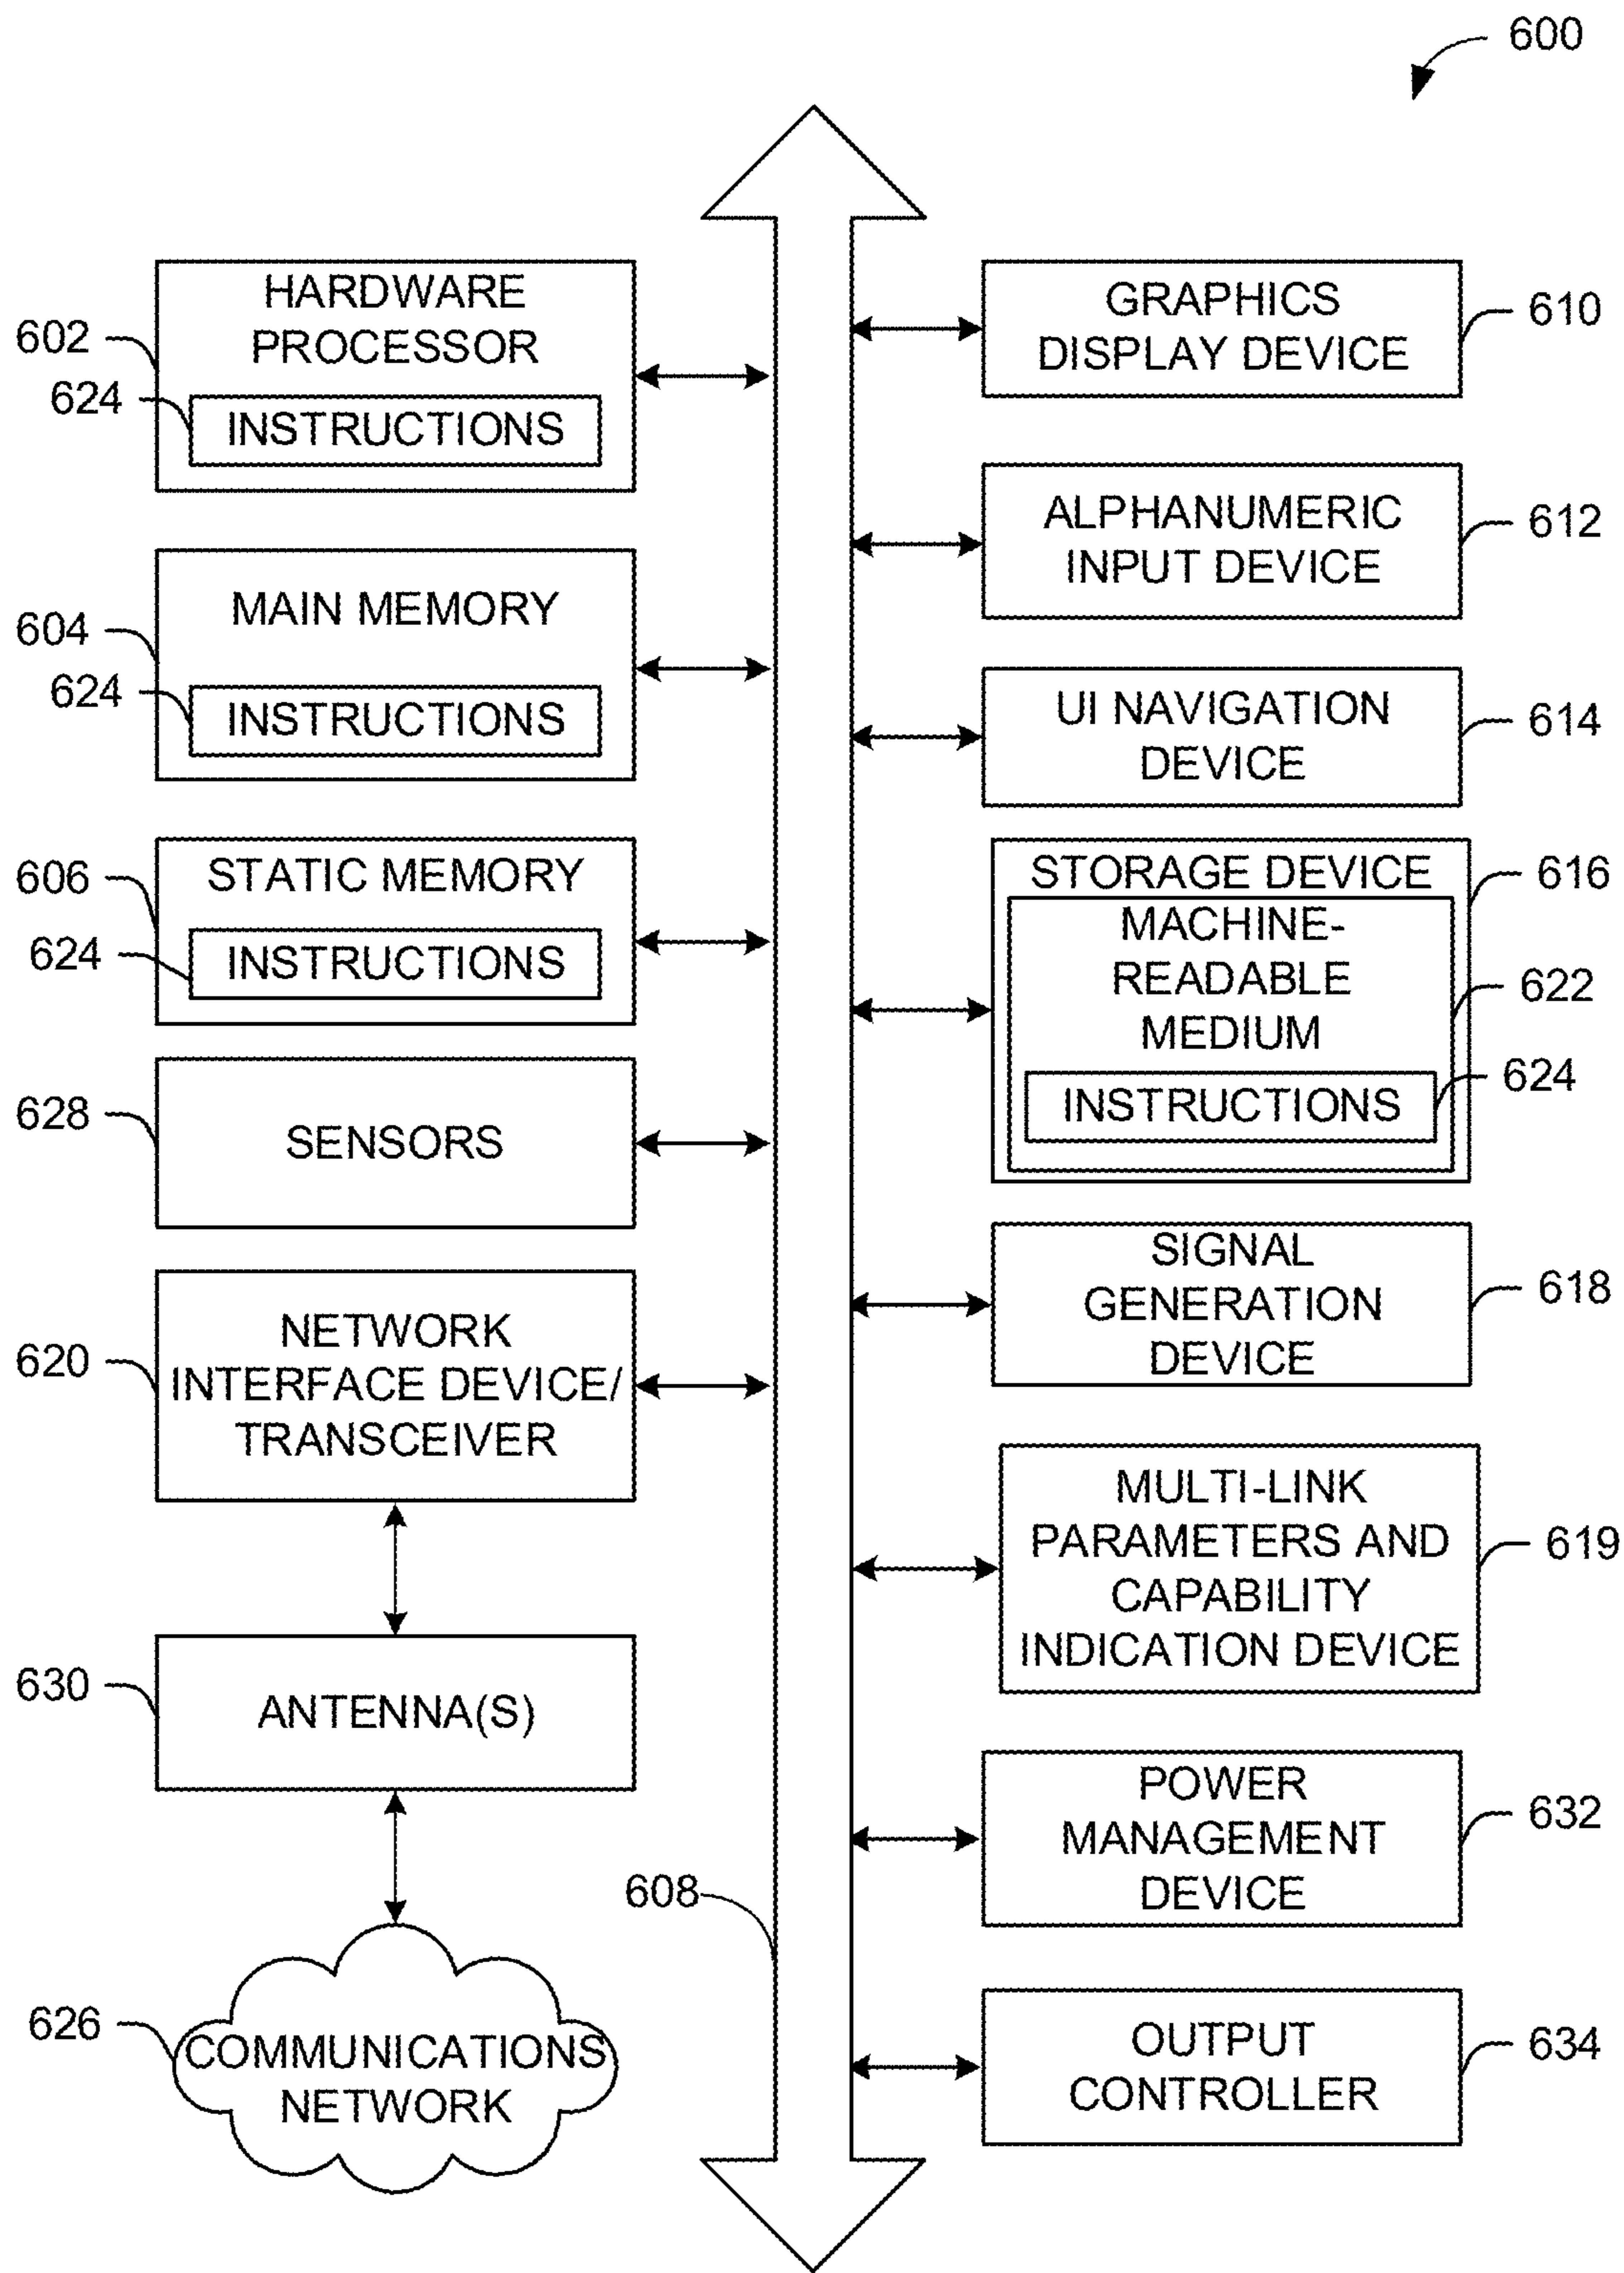 600
HARDWARE
PROCESSOR
602
624
INSTRUCTIONS
MAIN MEMORY
604
624
INSTRUCTIONS
STATIC MEMORY
606
624
INSTRUCTIONS
628
SENSORS
NETWORK
620
INTERFACE DEVICE/
TRANSCEIVER
630
ANTENNA(S)
608
626
COMMUNICATIONS
NETWORK
GRAPHICS
DISPLAY DEVICE
610
ALPHANUMERIC
INPUT DEVICE
612
UI NAVIGATION
DEVICE
614
STORAGE DEVICE
616
MACHINE-
READABLE
MEDIUM
622
INSTRUCTIONS
624
SIGNAL
GENERATION
DEVICE
618
MULTI-LINK
PARAMETERS AND
CAPABILITY
INDICATION DEVICE
619
POWER
MANAGEMENT
DEVICE
632
OUTPUT
CONTROLLER
634